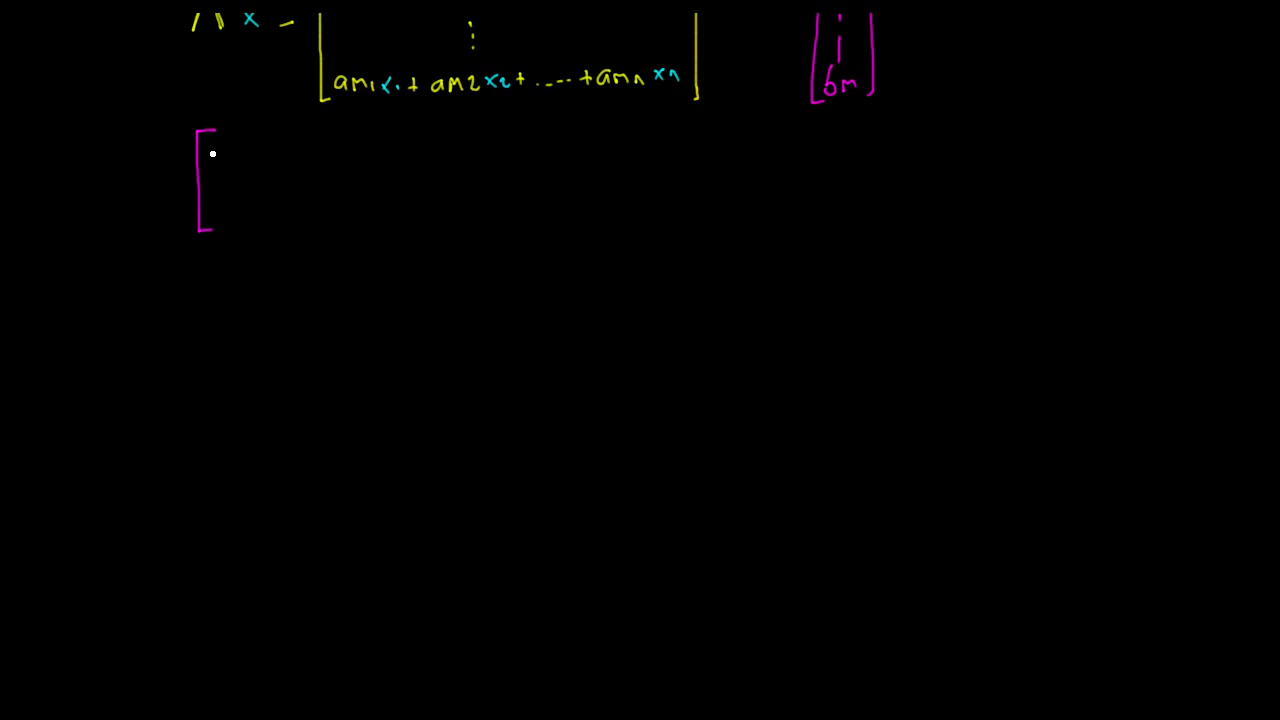 x =
⋮
am1x1 + am2x2 + ..... + amnxn
bm